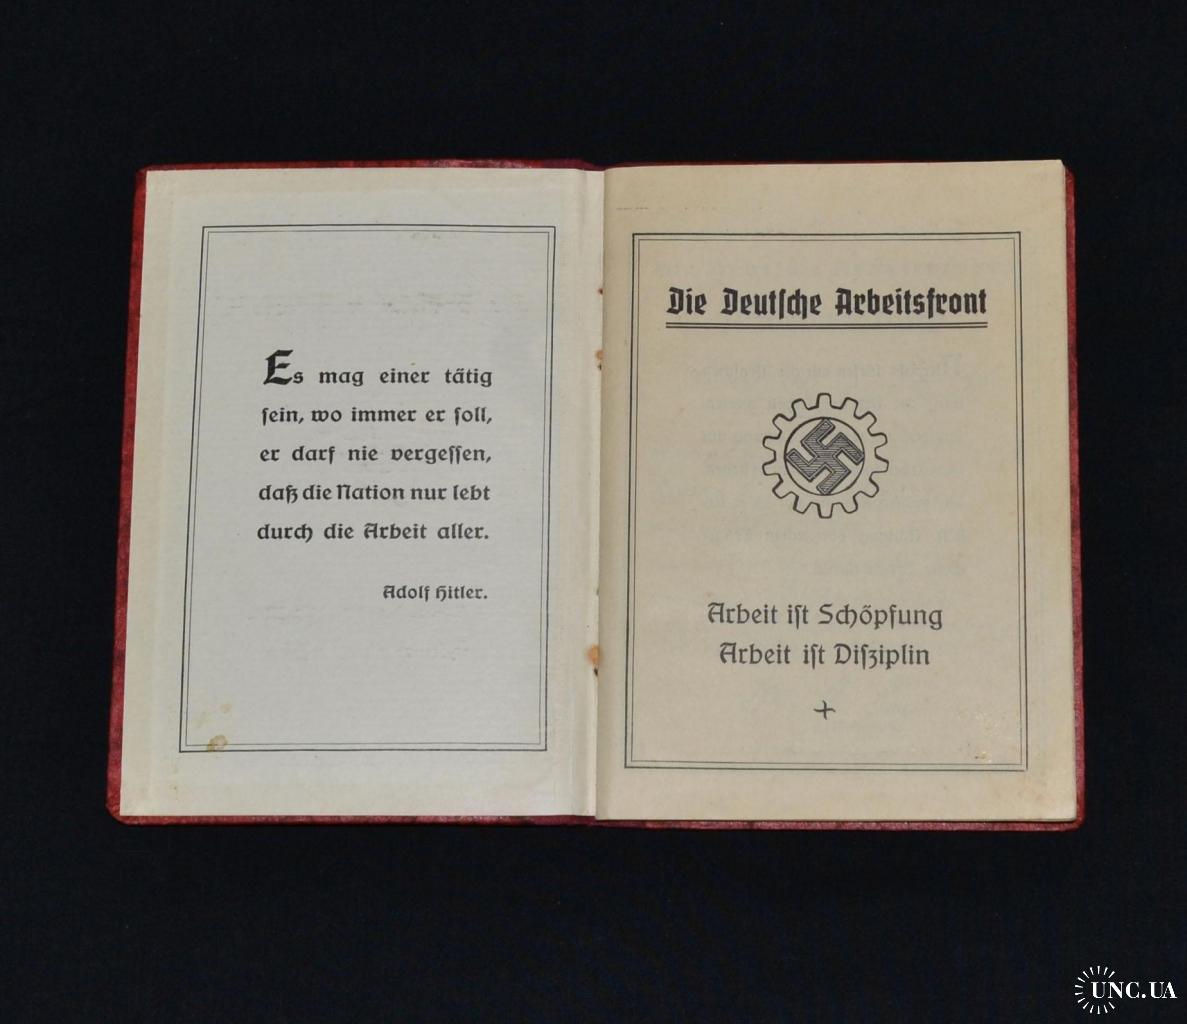 Es mag einer tätig
ſein, wo immer er ſoll,
er darf nie vergeſſen,
daß die Nation nur lebt
durch die Arbeit aller.
Adolf Hitler.
Die Deutſche Arbeitsfront
Arbeit iſt Schöpfung
Arbeit iſt Diſziplin
UNC.UA